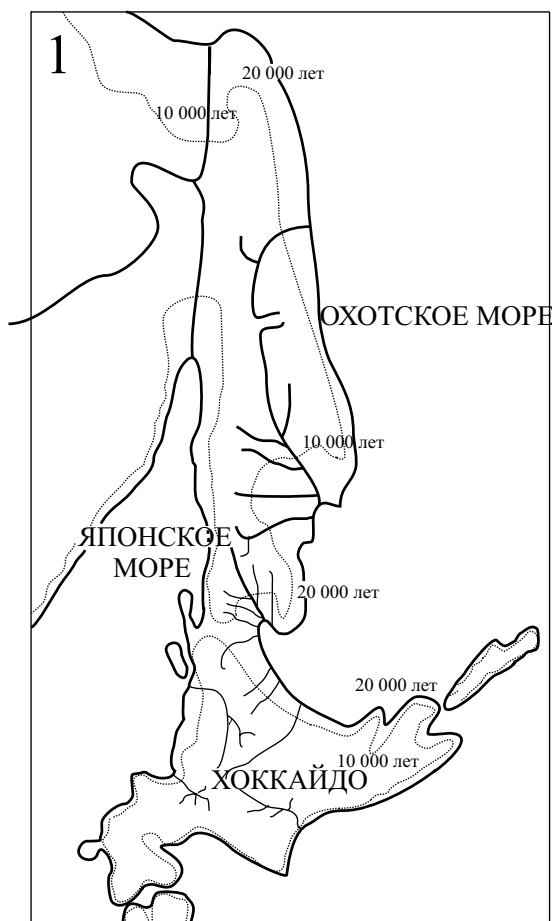 1
20 000 лет
10 000 лет
ОХОТСКОЕ МОРЕ
10 000 лет
ЯПОНСКОЕ
МОРЕ
20 000 лет
20 000 лет
10 000 лет
ХОККАЙДО